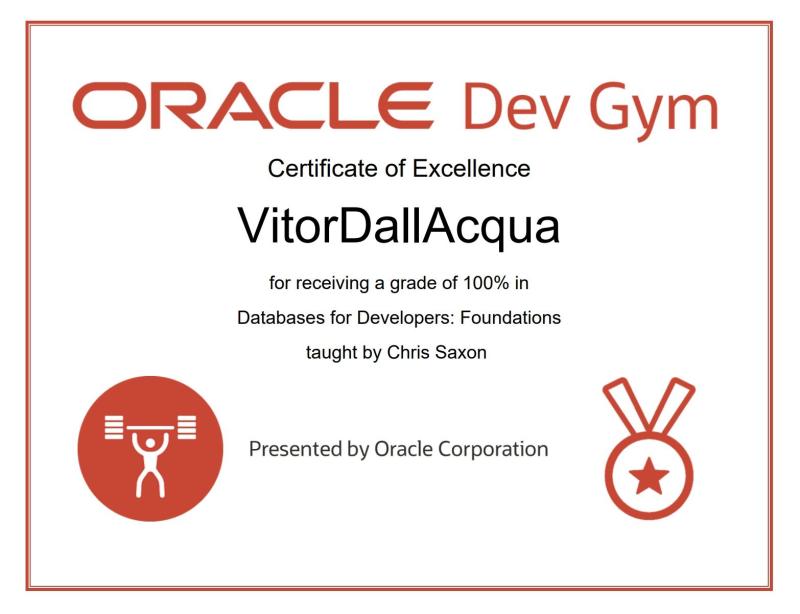 ORACLE Dev Gym
Certificate of Excellence
VitorDallAcqua
for receiving a grade of 100% in
Databases for Developers: Foundations
taught by Chris Saxon
Presented by Oracle Corporation